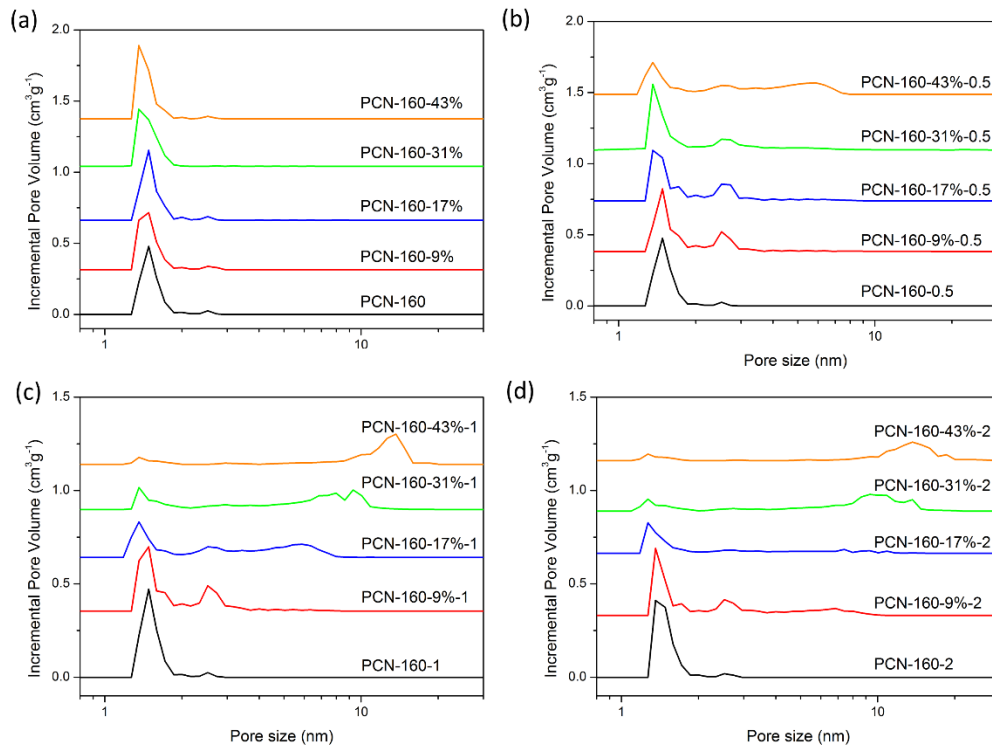 (a)
Incremental Pore Volume (cm³g⁻¹)
2.0
1.5
1.0
0.5
0.0
PCN-160-43%
PCN-160-31%
PCN-160-17%
PCN-160-9%
PCN-160
1
10
Pore size (nm)
(b)
Incremental Pore Volume (cm³g⁻¹)
2.0
1.5
1.0
0.5
0.0
PCN-160-43%-0.5
PCN-160-31%-0.5
PCN-160-17%-0.5
PCN-160-9%-0.5
PCN-160-0.5
1
10
Pore size (nm)
(c)
Incremental Pore Volume (cm³g⁻¹)
1.5
1.0
0.5
0.0
PCN-160-43%-1
PCN-160-31%-1
PCN-160-17%-1
PCN-160-9%-1
PCN-160-1
1
10
Pore size (nm)
(d)
Incremental Pore Volume (cm³g⁻¹)
1.5
1.0
0.5
0.0
PCN-160-43%-2
PCN-160-31%-2
PCN-160-17%-2
PCN-160-9%-2
PCN-160-2
1
10
Pore size (nm)